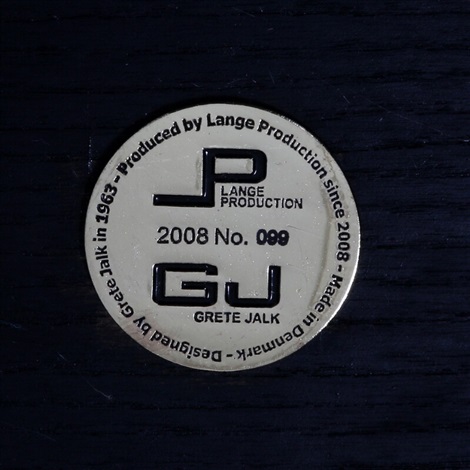 Designed by Grete Jalk in 1963 - Produced by Lange Production since 2008 - Made in Denmark -
LP
LANGE
PRODUCTION
2008 No. 099
GJ
GRETE JALK